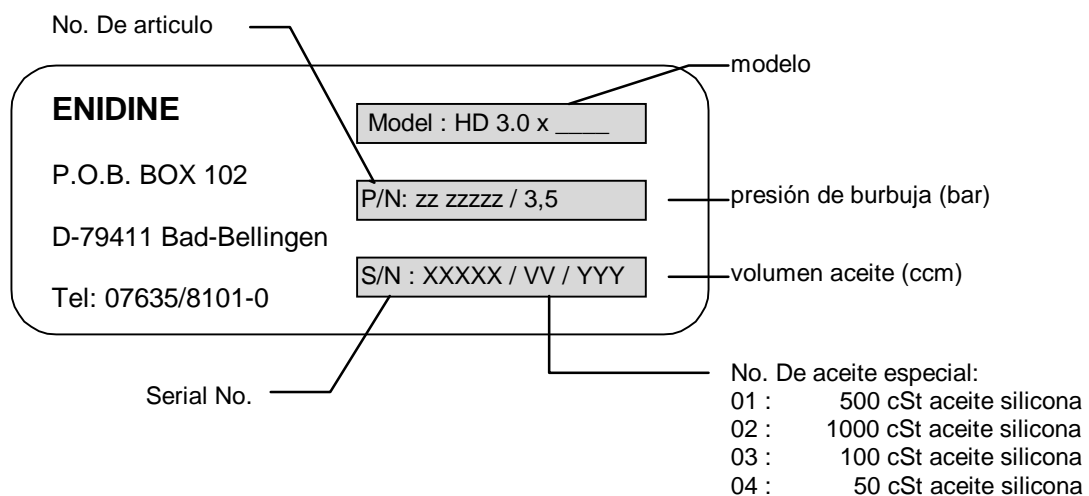 No. De articulo
modelo
ENIDINE
Model : HD 3.0 x ____
P.O.B. BOX 102
P/N: zz zzzzz / 3,5
presión de burbuja (bar)
D-79411 Bad-Bellingen
S/N : XXXXX / VV / YYY
volumen aceite (ccm)
Tel: 07635/8101-0
Serial No.
No. De aceite especial:
01 : 500 cSt aceite silicona
02 : 1000 cSt aceite silicona
03 : 100 cSt aceite silicona
04 : 50 cSt aceite silicona